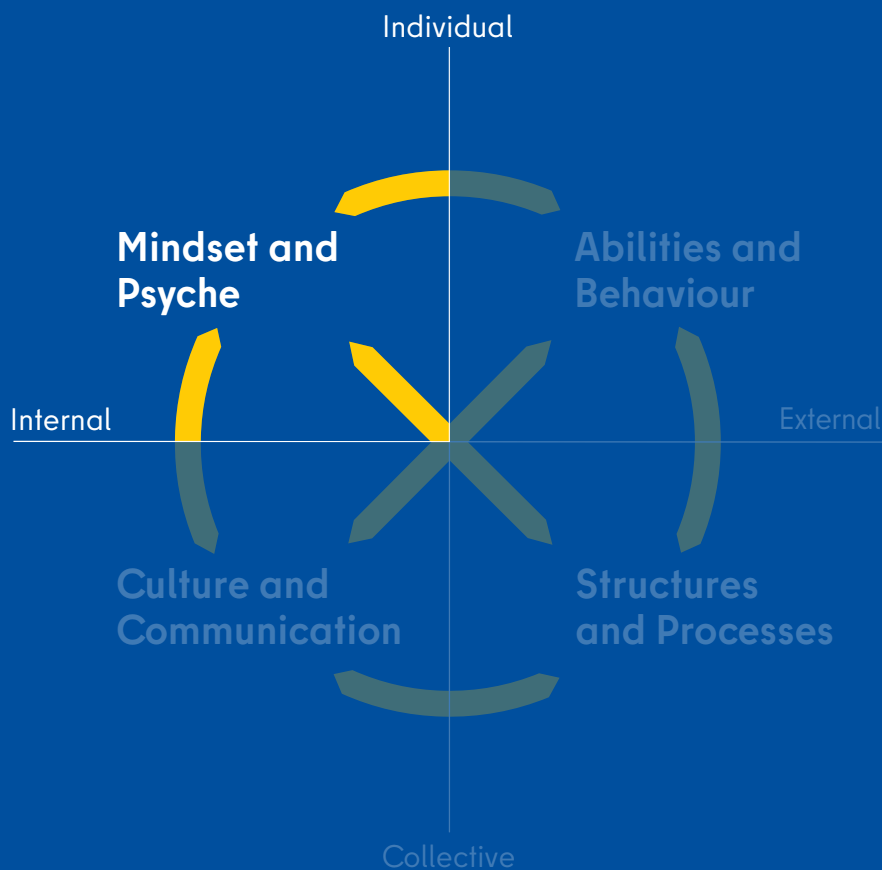 Individual
Mindset and
Psyche
Abilities and
Behaviour
Internal
External
Culture and
Communication
Structures
and Processes
Collective